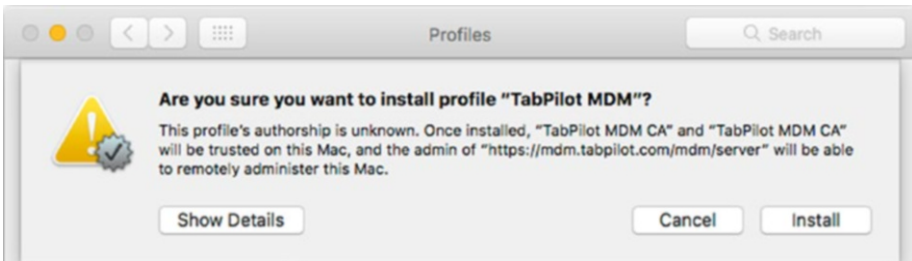 Profiles
Search
Are you sure you want to install profile "TabPilot MDM"?
This profile's authorship is unknown. Once installed, "TabPilot MDM CA" and "TabPilot MDM CA"
will be trusted on this Mac, and the admin of "https://mdm.tabpilot.com/mdm/server" will be able
to remotely administer this Mac.
Show Details
Cancel
Install